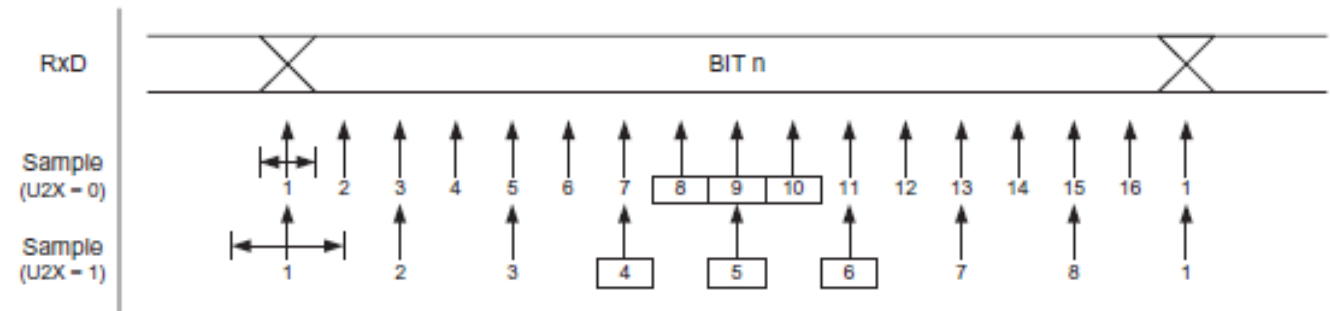 RxD
BIT n
Sample
(U2X = 0)
1 2 3 4 5 6 7 8 9 10 11 12 13 14 15 16 1
Sample
(U2X = 1)
1 2 3 4 5 6 7 8 1